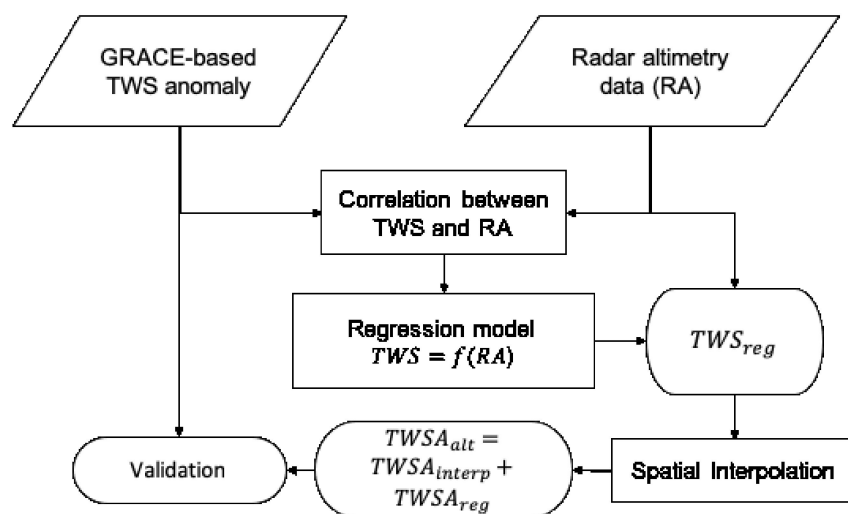 GRACE-based
TWS anomaly
Radar altimetry
data (RA)
Correlation between
TWS and RA
Regression model
TWS = f(RA)
TWS_reg
Validation
TWSA_alt =
TWSA_interp +
TWSA_reg
Spatial Interpolation